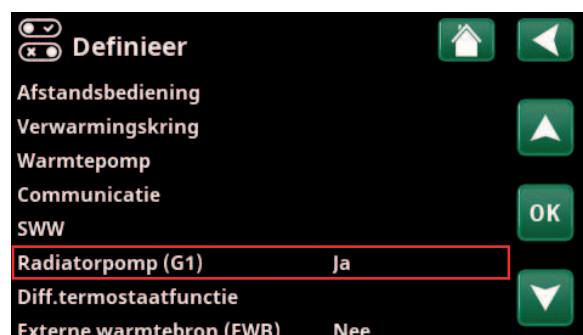 Definieer
Afstandsbediening
Verwarmingskring
Warmtepomp
Communicatie
OK
SWW
Radiatorpomp (G1) Ja
Diff.termostaatfunctie
Externe warmtebron (EWB) Nee